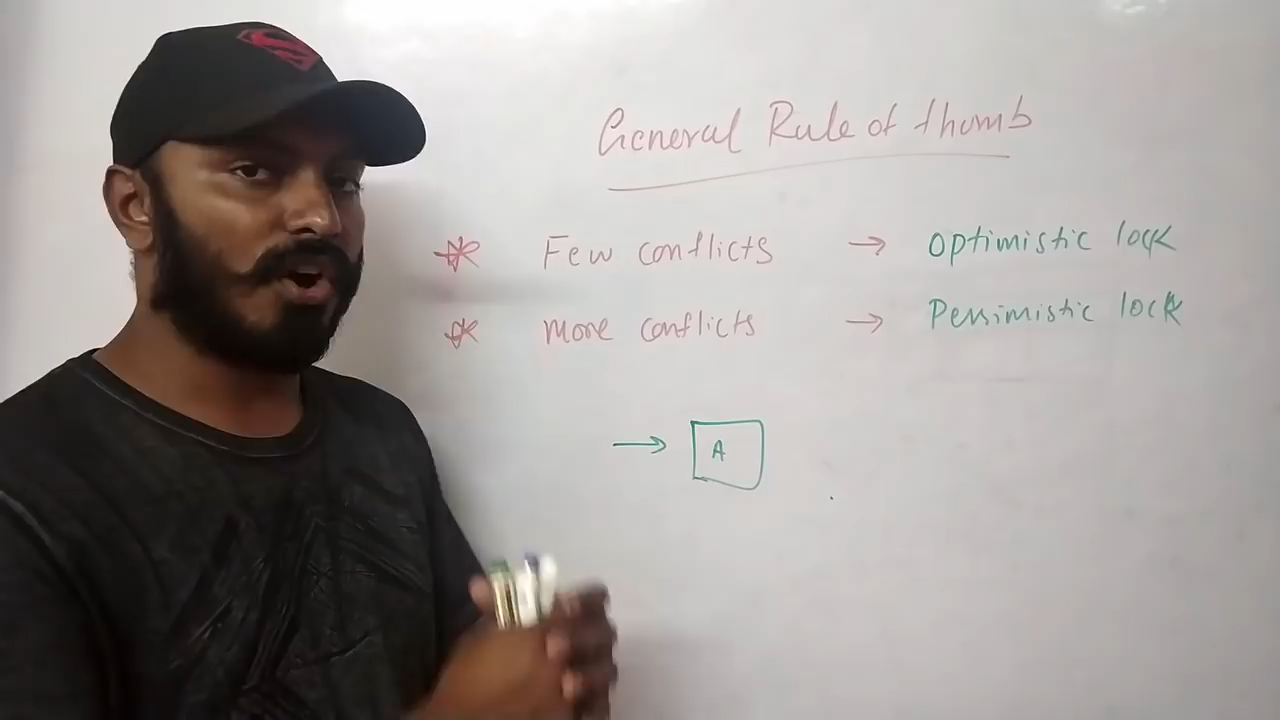 General Rule of thumb
Few conflicts → Optimistic lock
More conflicts → Pessimistic lock
→ A